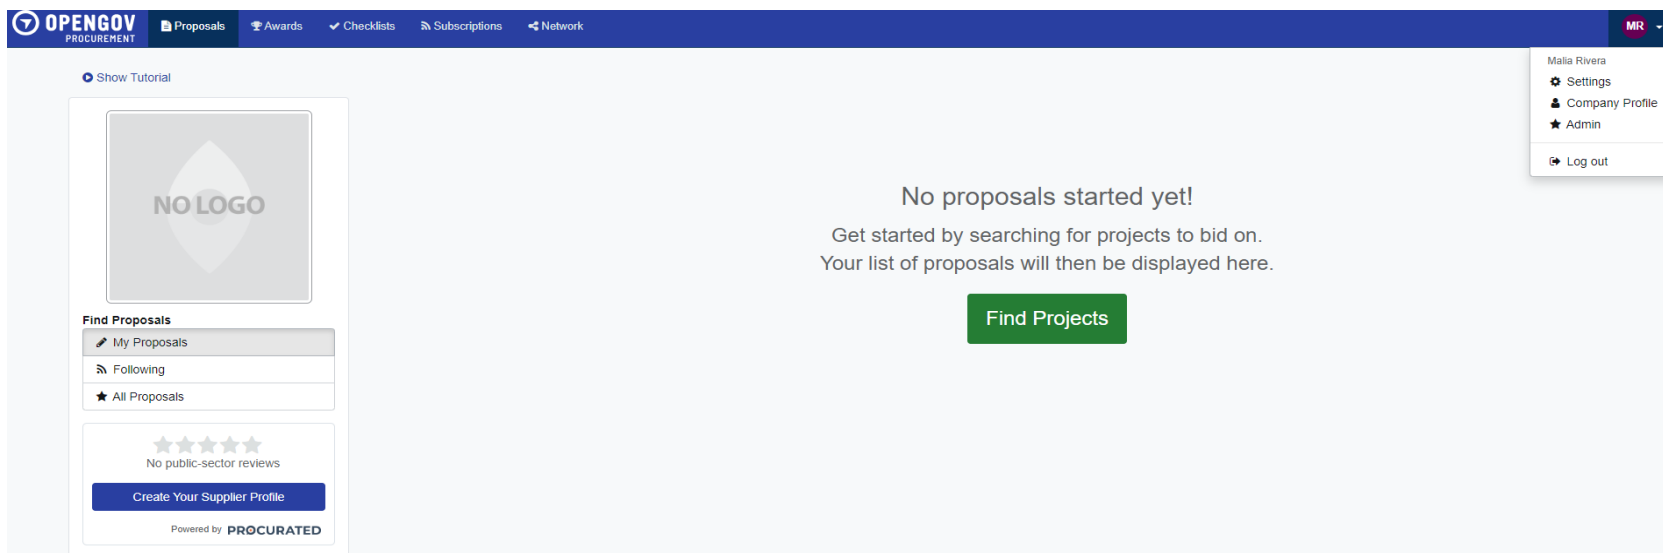 OPENGOV
PROCUREMENT
Proposals
Awards
Checklists
Subscriptions
Network
MR
Malia Rivera
Settings
Company Profile
Admin
Log out
Show Tutorial
NO LOGO
Find Proposals
My Proposals
Following
All Proposals
No public-sector reviews
Create Your Supplier Profile
Powered by PROCURATED
No proposals started yet!
Get started by searching for projects to bid on.
Your list of proposals will then be displayed here.
Find Projects